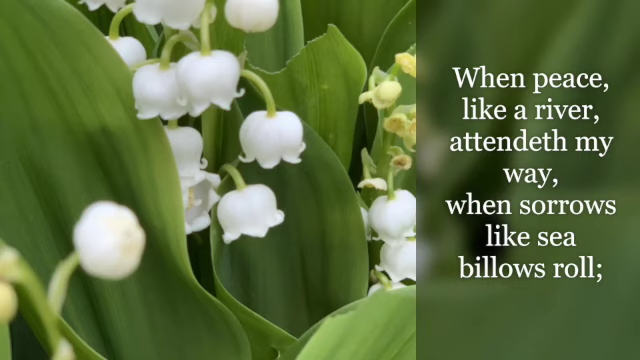 When peace,
like a river,
attendeth my
way,
when sorrows
like sea
billows roll;